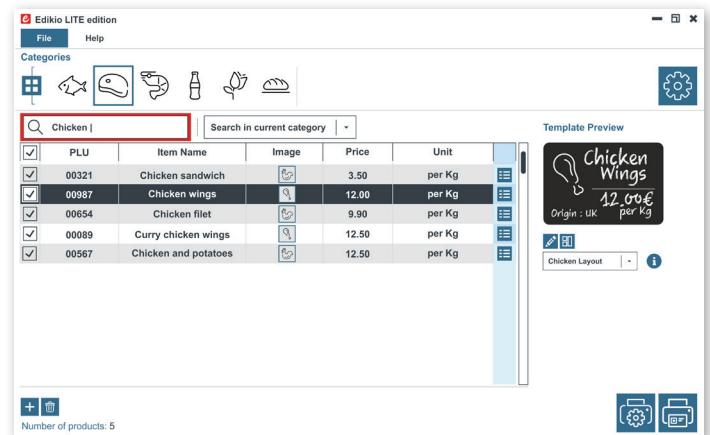 e Edikio LITE edition
File Help
Categories
Chicken |
Search in current category
Template Preview
PLU Item Name Image Price Unit
00321 Chicken sandwich 3.50 per Kg
00987 Chicken wings 12.00 per Kg
00654 Chicken filet 9.90 per Kg
00089 Curry chicken wings 12.50 per Kg
00567 Chicken and potatoes 12.50 per Kg
Chicken
Wings
12.00€
Origin : UK per Kg
Chicken Layout
i
Number of products: 5